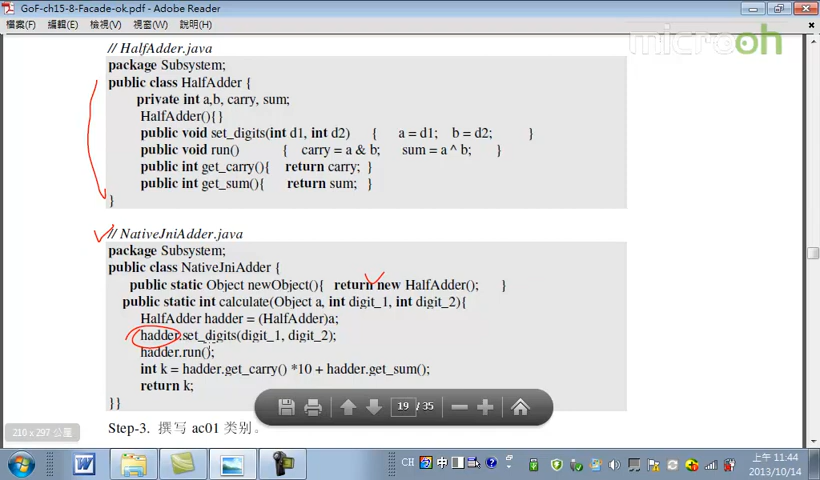 GoF-ch15-8-Facade-ok.pdf - Adobe Reader
檔案(F) 編輯(E) 檢視(V) 視窗(W) 說明(H)
microoh
// HalfAdder.java
package Subsystem;
public class HalfAdder {
private int a,b, carry, sum;
HalfAdder(){}
public void set_digits(int d1, int d2) { a = d1; b = d2; }
public void run() { carry = a & b; sum = a ^ b; }
public int get_carry(){ return carry; }
public int get_sum(){ return sum; }
}
// NativeJniAdder.java
package Subsystem;
public class NativeJniAdder {
public static Object newObject(){ return new HalfAdder(); }
public static int calculate(Object a, int digit_1, int digit_2){
HalfAdder hadder = (HalfAdder)a;
hadder.set_digits(digit_1, digit_2);
hadder.run();
int k = hadder.get_carry() *10 + hadder.get_sum();
return k;
}}
19 / 35
210 x 297 公厘
Step-3. 撰写 ac01 类别。
CH 中
上午 11:44
2013/10/14